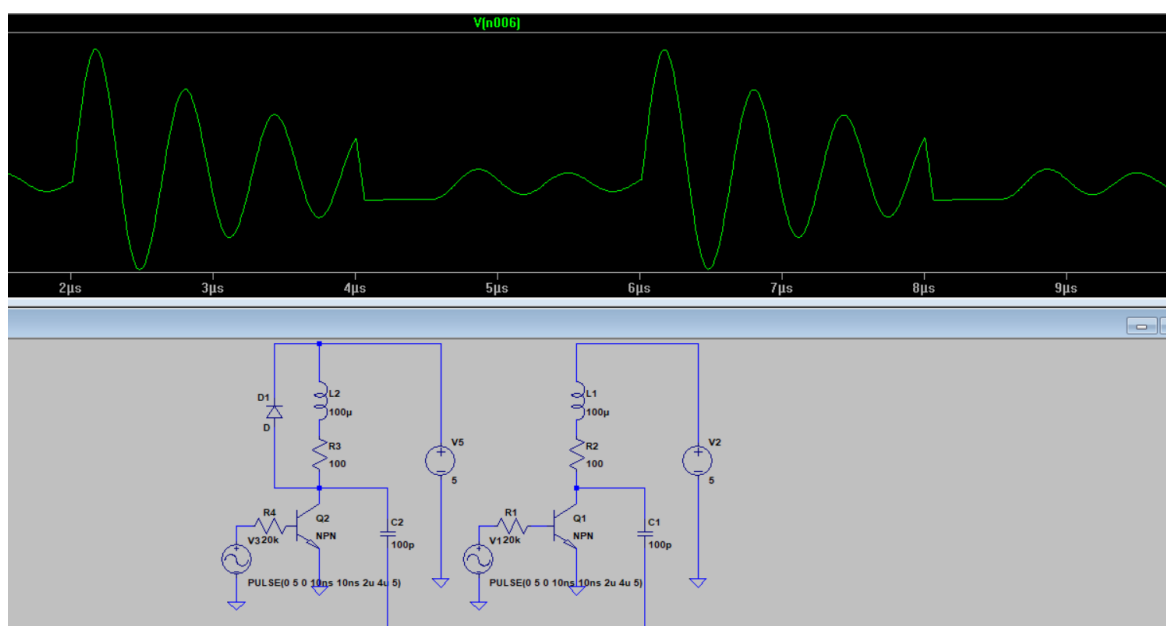 V(n006)
2µs 3µs 4µs 5µs 6µs 7µs 8µs 9µs
D1
D
L2
100µ
R3
100
V5
5
R4
20k
Q2
NPN
C2
100p
V3
PULSE(0 5 0 10ns 10ns 2u 4u 5)
L1
100µ
R2
100
V2
5
R1
20k
Q1
NPN
C1
100p
V1
PULSE(0 5 0 10ns 10ns 2u 4u 5)